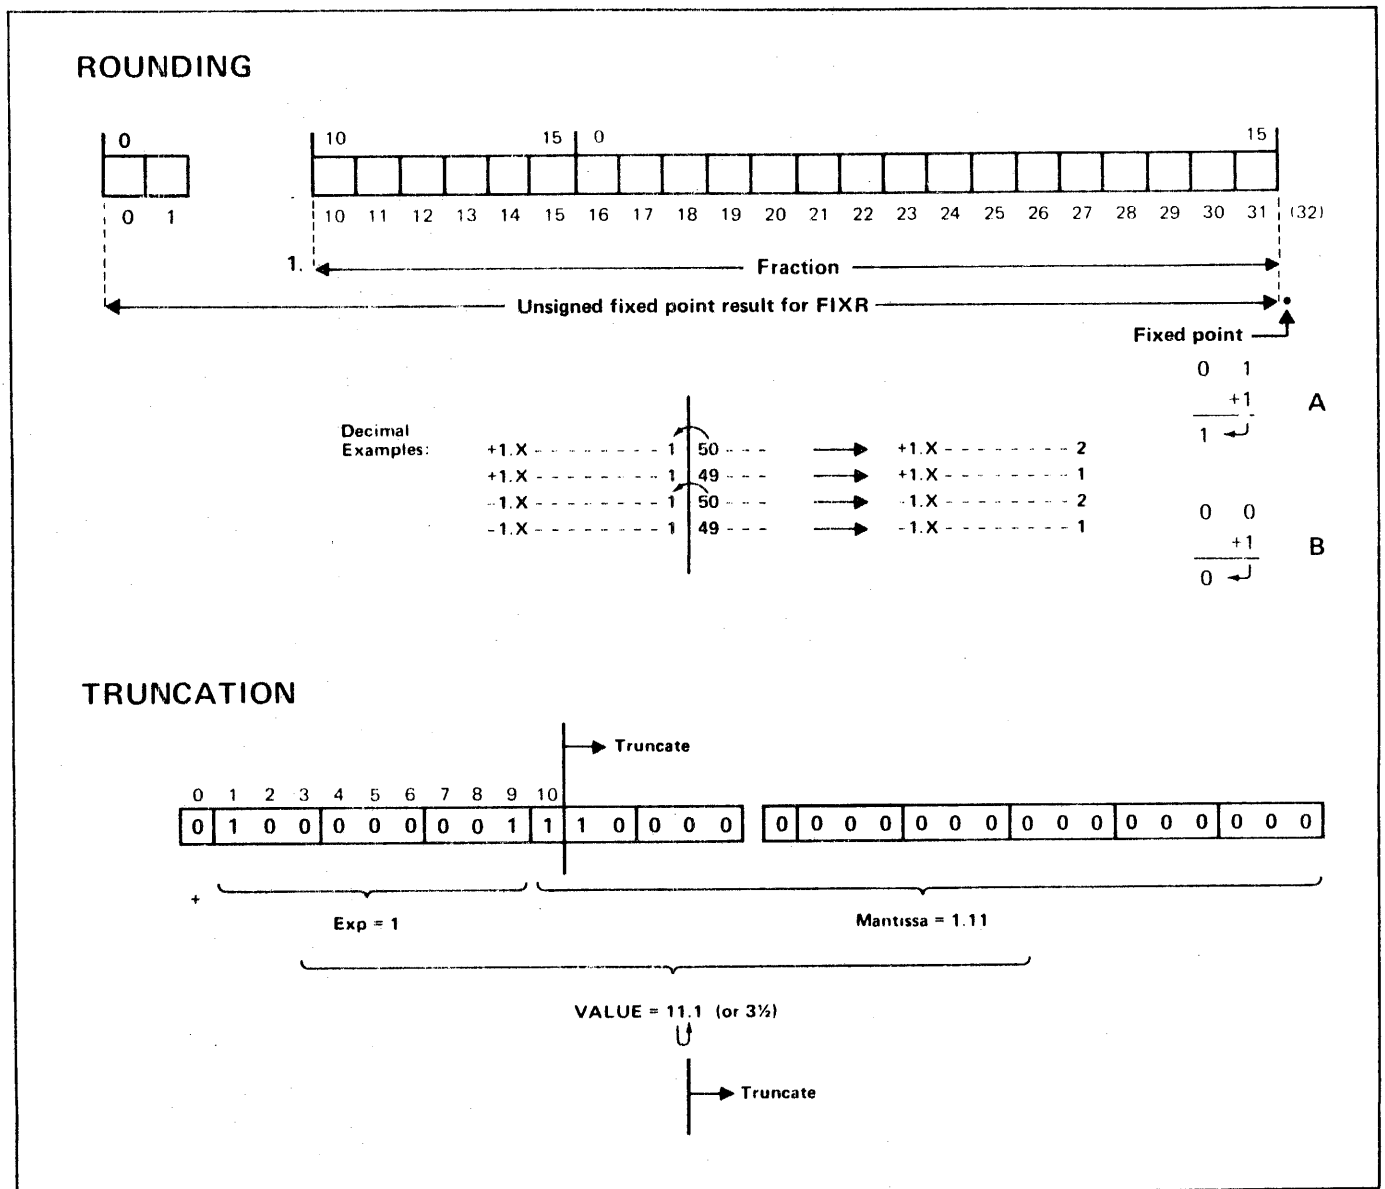 ROUNDING
0 10 15 0 15
0 1 10 11 12 13 14 15 16 17 18 19 20 21 22 23 24 25 26 27 28 29 30 31 (32)
1. Fraction
Unsigned fixed point result for FIXR
Fixed point
0 1
+1 A
1
Decimal
Examples:
+1.X - - - - - - - - 1 50 - - - +1.X - - - - - - - - 2
+1.X - - - - - - - - 1 49 - - - +1.X - - - - - - - - 1
-1.X - - - - - - - - 1 50 - - - -1.X - - - - - - - - 2
-1.X - - - - - - - - 1 49 - - - -1.X - - - - - - - - 1
0 0
+1 B
0
TRUNCATION
Truncate
0 1 2 3 4 5 6 7 8 9 10
0 1 0 0 0 0 0 0 0 1 1 1 0 0 0 0 0 0 0 0 0 0 0 0 0 0 0 0 0 0 0 0
+
Exp = 1 Mantissa = 1.11
VALUE = 11.1 (or 3½)
Truncate